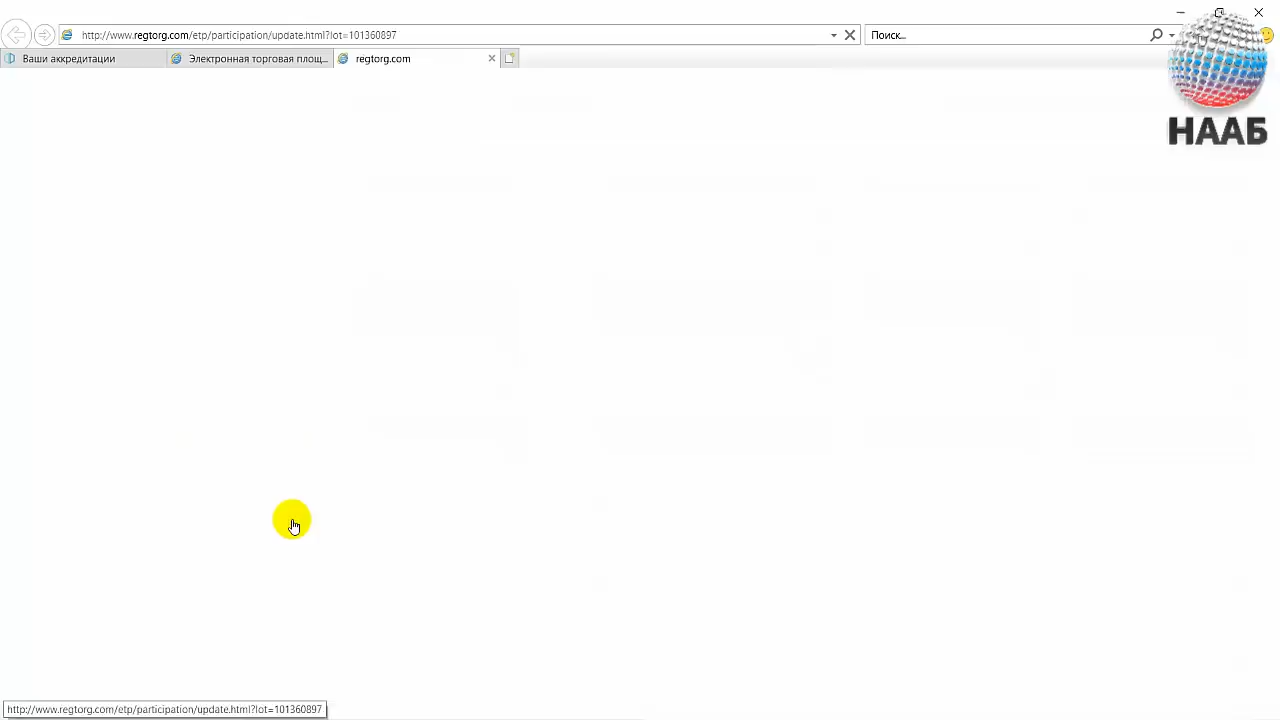 http://www.regtorg.com/etp/participation/update.html?lot=101360897
Поиск...
Ваши аккредитации
Электронная торговая площ...
regtorg.com
НААБ
http://www.regtorg.com/etp/participation/update.html?lot=101360897